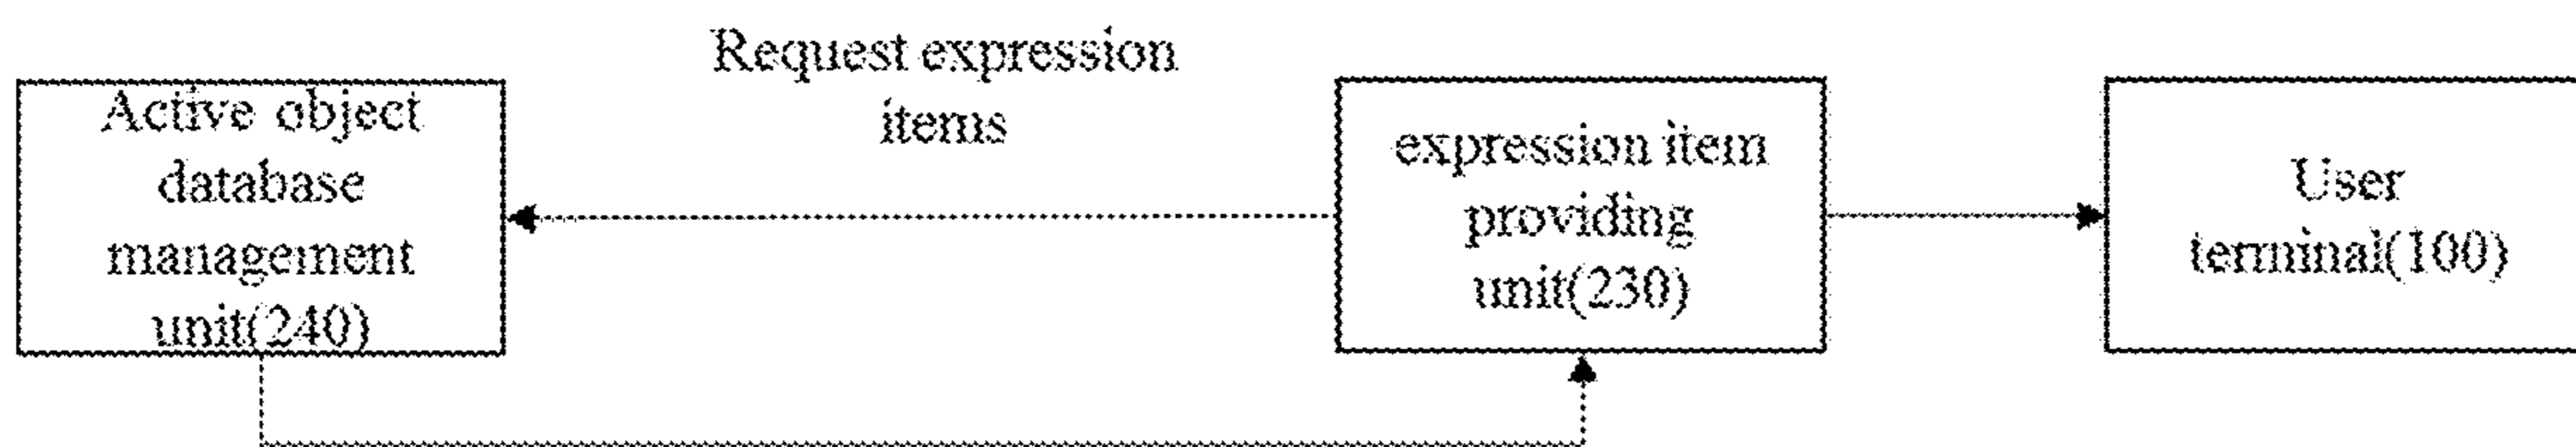 Request expression
items
Active object
database
management
unit(240)
expression item
providing
unit(230)
User
terminal(100)